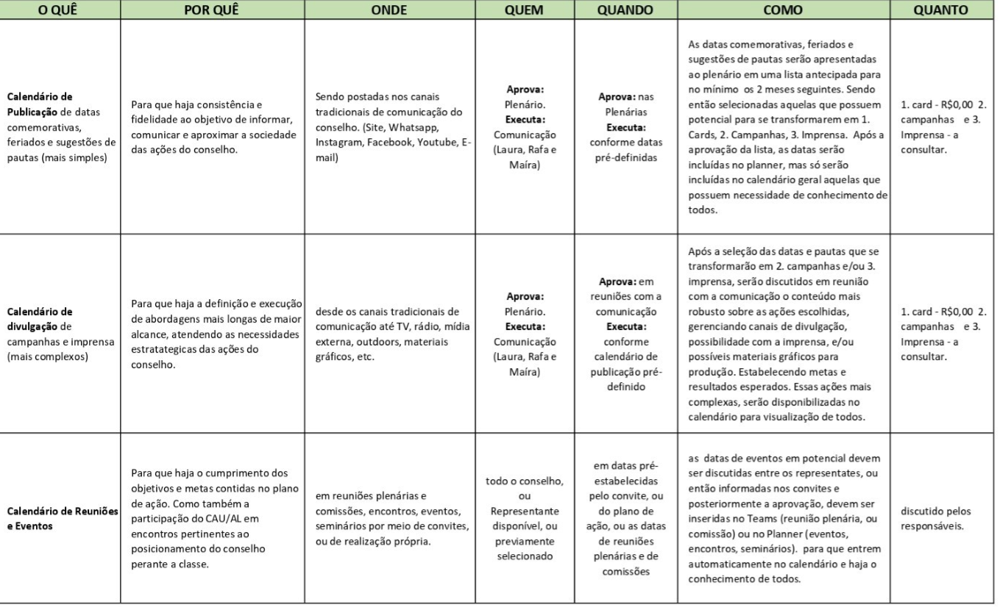 O QUÊ
POR QUÊ
ONDE
QUEM
QUANDO
COMO
QUANTO
Calendário de
Publicação de datas
comemorativas,
feriados e sugestões de
pautas (mais simples)
Para que haja consistência e
fidelidade ao objetivo de informar,
comunicar e aproximar a sociedade
das ações do conselho.
Sendo postadas nos canais
tradicionais de comunicação do
conselho. (Site, Whatsapp,
Instagram, Facebook, Youtube, E-
mail)
Aprova:
Plenário.
Executa:
Comunicação
(Laura, Rafa e
Maíra)
Aprova: nas
Plenárias
Executa:
conforme datas
pré-definidas
As datas comemorativas, feriados e
sugestões de pautas serão apresentadas
ao plenário em uma lista antecipada para
no mínimo os 2 meses seguintes. Sendo
então selecionadas aquelas que possuem
potencial para se transformarem em 1.
Cards, 2. Campanhas, 3. Imprensa. Após a
aprovação da lista, as datas serão
incluídas no planner, mas só serão
incluídas no calendário geral aquelas que
possuem necessidade de conhecimento de
todos.
1. card - R$0,00 2.
campanhas e 3.
Imprensa - a
consultar.
Calendário de
divulgação de
campanhas e imprensa
(mais complexos)
Para que haja a definição e execução
de abordagens mais longas de maior
alcance, atendendo as necessidades
estratategicas das ações do
conselho.
desde os canais tradicionais de
comunicação até TV, rádio, mídia
externa, outdoors, materiais
gráficos, etc.
Aprova:
Plenário.
Executa:
Comunicação
(Laura, Rafa e
Maíra)
Aprova: em
reuniões com a
comunicação
Executa:
conforme
calendário de
publicação pré-
definido
Após a seleção das datas e pautas que se
transformarão em 2. campanhas e/ou 3.
imprensa, serão discutidos em reunião
com a comunicação o conteúdo mais
robusto sobre as ações escolhidas,
gerenciando canais de divulgação,
possibilidade com a imprensa, e/ou
possíveis materiais gráficos para
produção. Estabelecendo metas e
resultados esperados. Essas ações mais
complexas, serão disponibilizadas no
calendário para visualização de todos.
1. card - R$0,00 2.
campanhas e 3.
Imprensa - a
consultar.
Calendário de Reuniões
e Eventos
Para que haja o cumprimento dos
objetivos e metas contidas no plano
de ação. Como também a
participação do CAU/AL em
encontros pertinentes ao
posicionamento do conselho
perante a classe.
em reuniões plenárias e
comissões, encontros, eventos,
seminários por meio de convites,
ou de realização própria.
todo o conselho,
ou
Representante
disponível, ou
previamente
selecionado
em datas pré-
estabelecidas
pelo convite, ou
do plano de
ação, ou as datas
de reuniões
plenárias e de
comissões
as datas de eventos em potencial devem
ser discutidas entre os representates, ou
então informadas nos convites e
posteriormente a aprovação, devem ser
inseridas no Teams (reunião plenária, ou
comissão) ou no Planner (eventos,
encontros, seminários). para que entrem
automaticamente no calendário e haja o
conhecimento de todos.
discutido pelos
responsáveis.